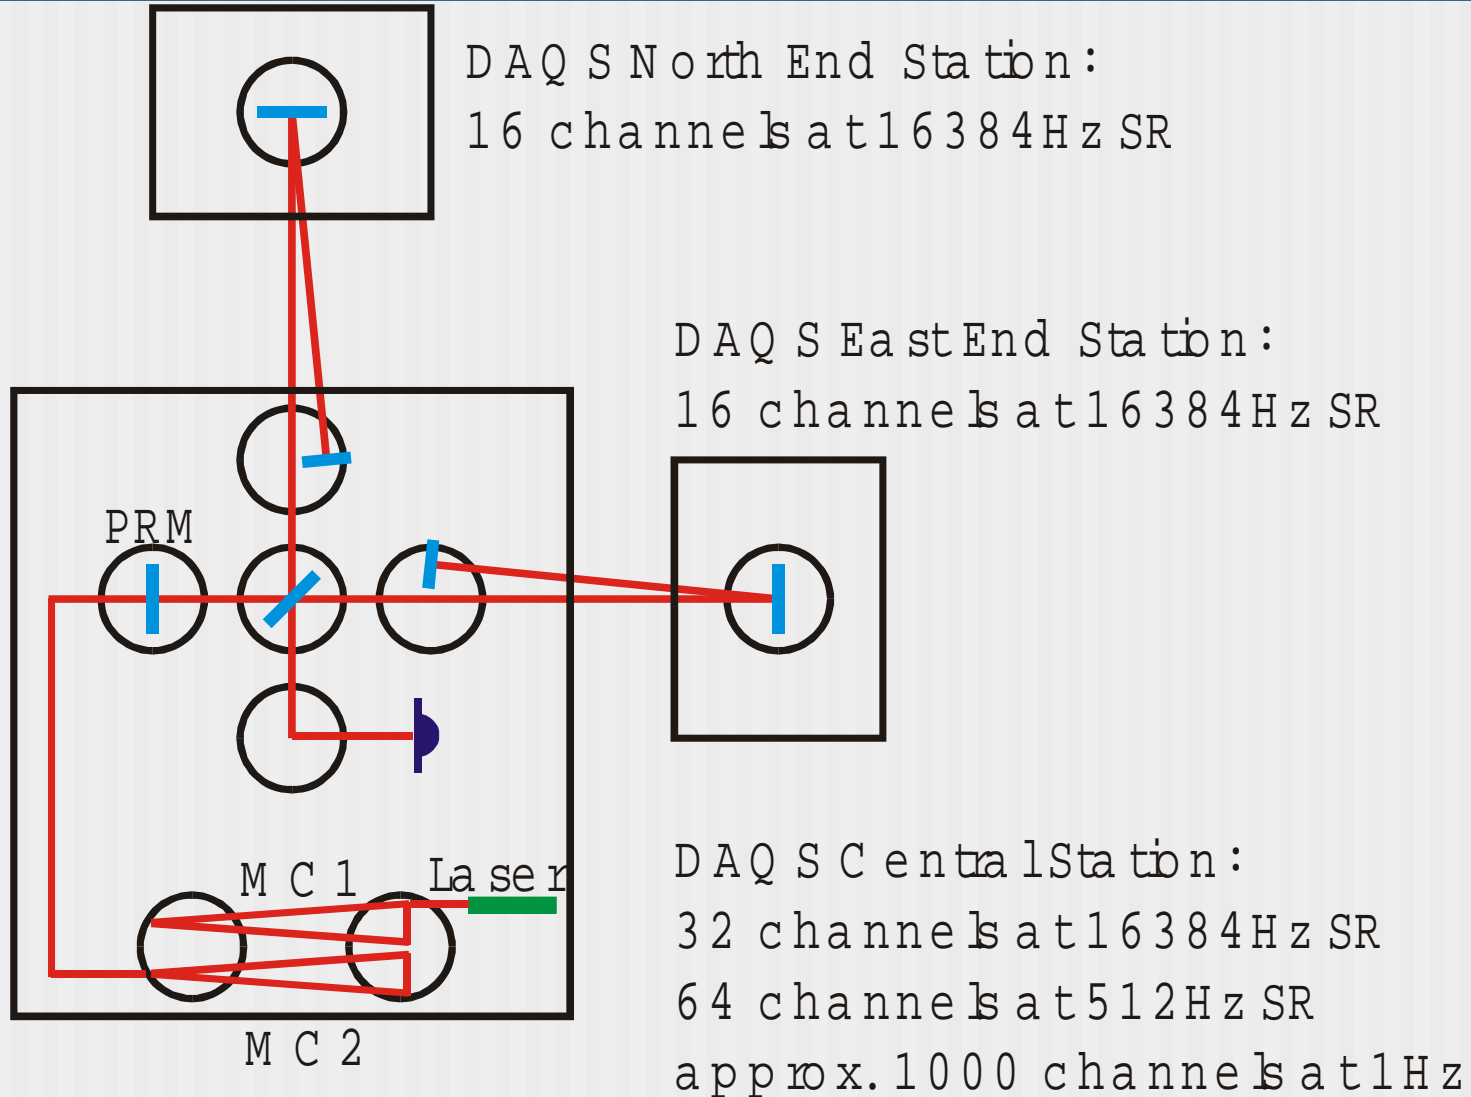 DAQS North End Station:
16 channels at 16384Hz SR
DAQS East End Station:
16 channels at 16384Hz SR
PRM
DAQS Central Station:
32 channels at 16384Hz SR
64 channels at 512Hz SR
approx. 1000 channels at 1Hz
MC1
Laser
MC2